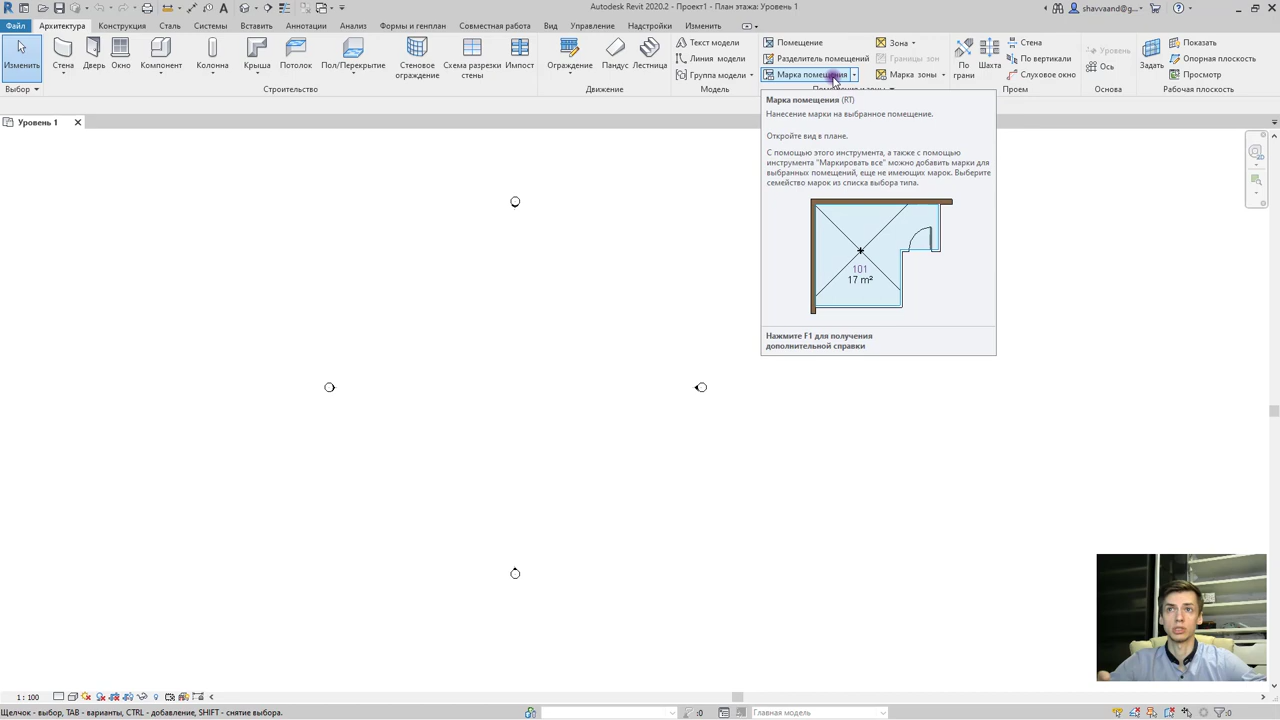 Autodesk Revit 2020.2 - Проект1 - План этажа: Уровень 1
shavvaand@g...
Файл Архитектура Конструкция Сталь Системы Вставить Аннотации Анализ Формы и генплан Совместная работа Вид Управление Надстройки Изменить
Изменить
Выбор
Стена Дверь Окно Компонент Колонна Крыша Потолок Пол/Перекрытие Стеновое ограждение Схема разрезки стены Импост
Строительство
Ограждение Пандус Лестница
Движение
Текст модели
Линия модели
Группа модели
Модель
Помещение
Разделитель помещений
Марка помещения
Зона
Границы зон
Марка зоны
По грани
Шахта
Стена
По вертикали
Слуховое окно
Проем
Уровень
Ось
Основа
Задать
Показать
Опорная плоскость
Просмотр
Рабочая плоскость
Уровень 1
Марка помещения (RT)
Нанесение марки на выбранное помещение.
Откройте вид в плане.
С помощью этого инструмента, а также с помощью
инструмента "Маркировать все" можно добавить марки для
выбранных помещений, еще не имеющих марок. Выберите
семейство марок из списка выбора типа.
101
17 m²
Нажмите F1 для получения
дополнительной справки
1 : 100
Щелчок - выбор, TAB - варианты, CTRL - добавление, SHIFT - снятие выбора.
:0
Главная модель
:0